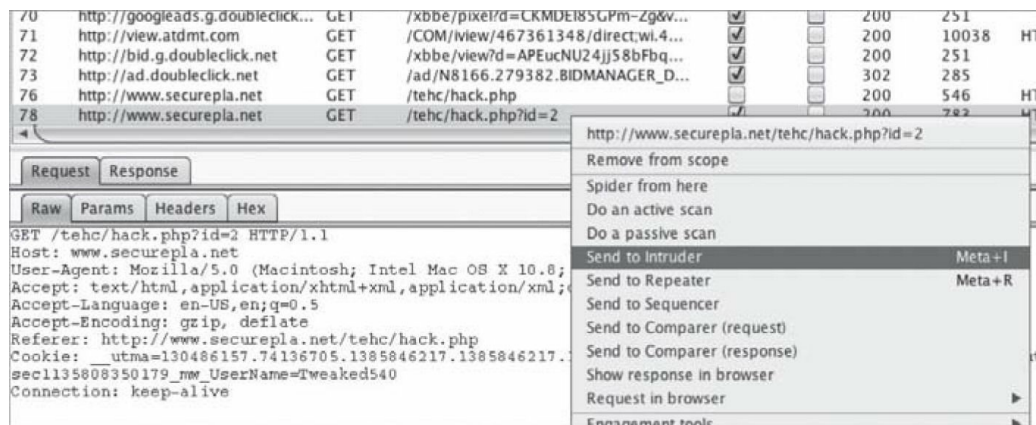 70 http://googleads.g.doubleclick... GET /xbbe/pixel?d=CKMDEI85GPm-Zg&v... 200 251
71 http://view.atdmt.com GET /COM/iview/467361348/direct;wi.4... 200 10038 HT
72 http://bid.g.doubleclick.net GET /xbbe/view?d=APEucNU24jj58bFbq... 200 251
73 http://ad.doubleclick.net GET /ad/N8166.279382.BIDMANAGER_D... 302 285
76 http://www.securepla.net GET /tehc/hack.php 200 546 HT
78 http://www.securepla.net GET /tehc/hack.php?id=2 200 783 HT
http://www.securepla.net/tehc/hack.php?id=2
Remove from scope
Spider from here
Do an active scan
Do a passive scan
Send to Intruder Meta+I
Send to Repeater Meta+R
Send to Sequencer
Send to Comparer (request)
Send to Comparer (response)
Show response in browser
Request in browser
Engagement tools
Request Response
Raw Params Headers Hex
GET /tehc/hack.php?id=2 HTTP/1.1
Host: www.securepla.net
User-Agent: Mozilla/5.0 (Macintosh; Intel Mac OS X 10.8;
Accept: text/html,application/xhtml+xml,application/xml;
Accept-Language: en-US,en;q=0.5
Accept-Encoding: gzip, deflate
Referer: http://www.securepla.net/tehc/hack.php
Cookie: __utma=130486157.74136705.1385846217.1385846217.
sec1135808350179_mw_UserName=Tweaked540
Connection: keep-alive